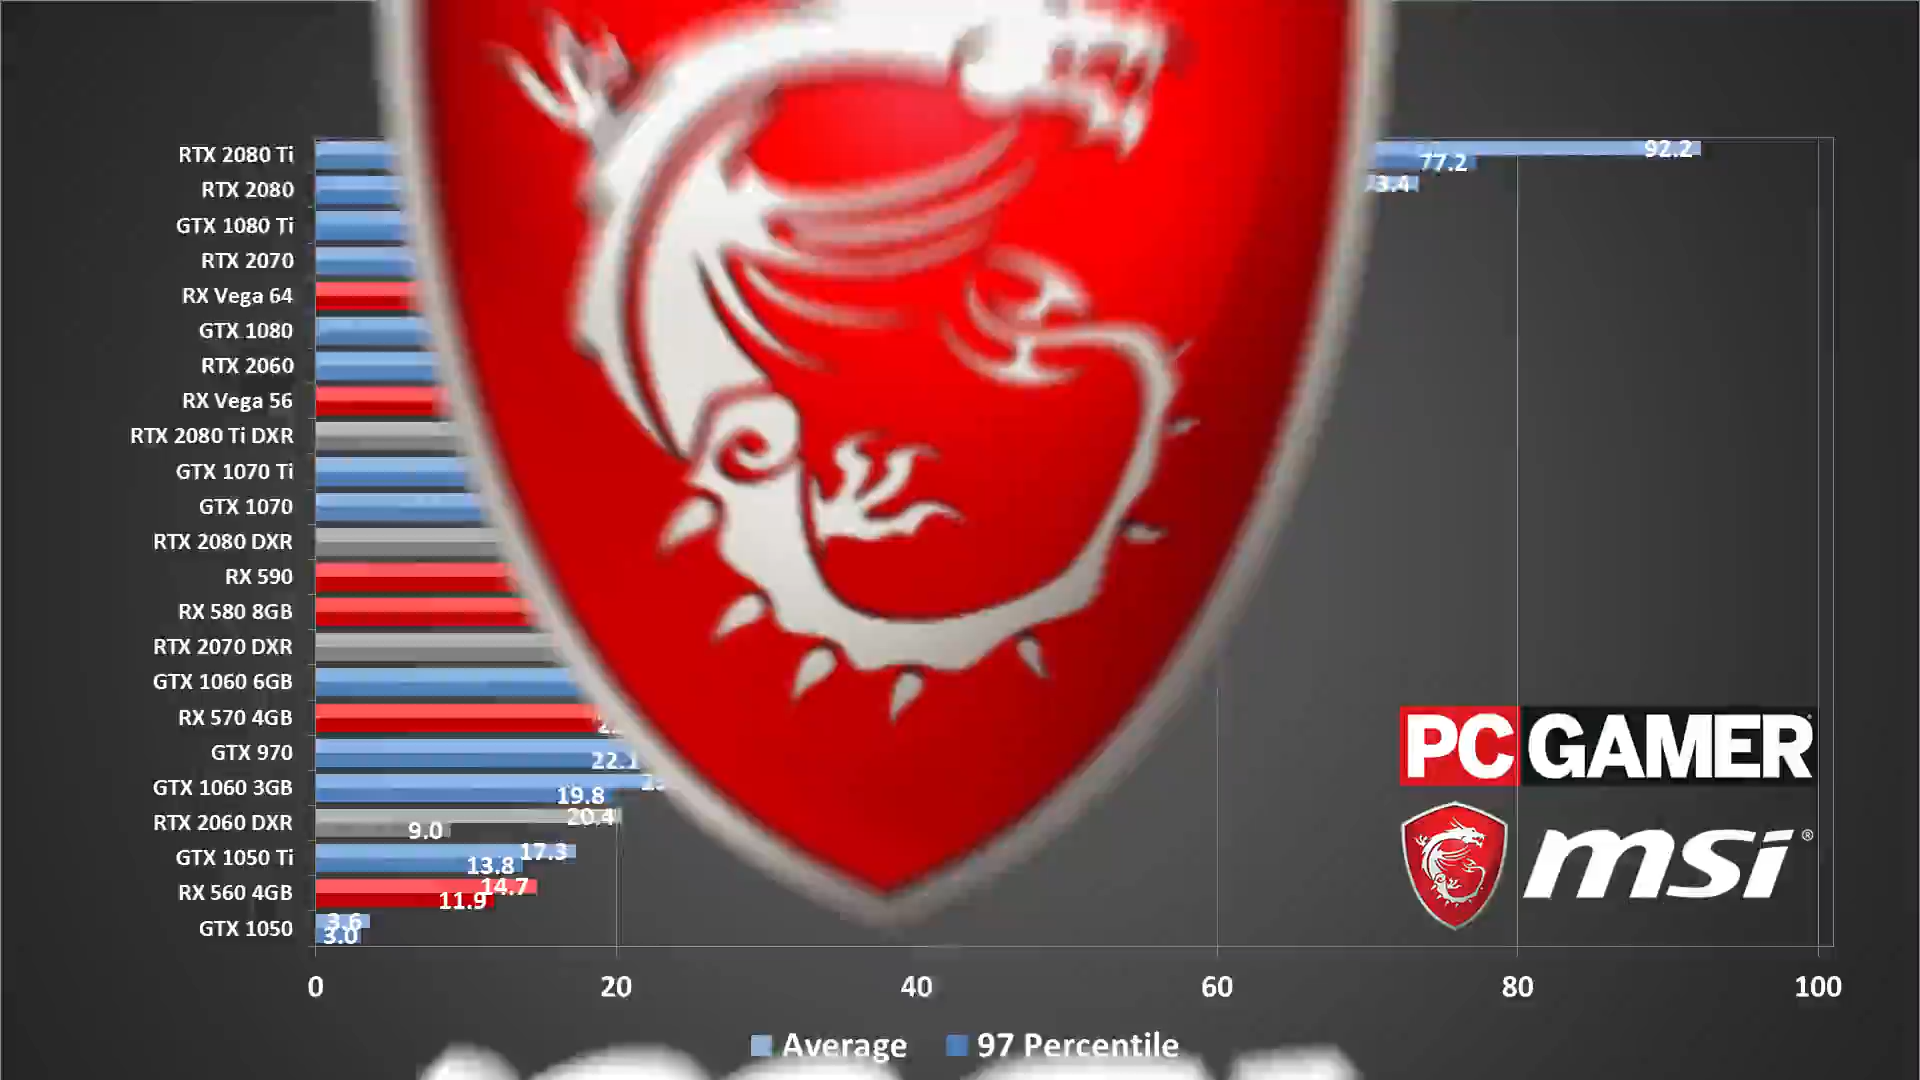 RTX 2080 Ti 92.2
77.2
RTX 2080 3.4
GTX 1080 Ti
RTX 2070
RX Vega 64
GTX 1080
RTX 2060
RX Vega 56
RTX 2080 Ti DXR
GTX 1070 Ti
GTX 1070
RTX 2080 DXR
RX 590
RX 580 8GB
RTX 2070 DXR
GTX 1060 6GB
RX 570 4GB
GTX 970 22.1
GTX 1060 3GB 19.8
RTX 2060 DXR 20.4
9.0
GTX 1050 Ti 17.3
13.8
RX 560 4GB 14.7
11.9
GTX 1050 3.6
3.0
PC GAMER
msi®
0 20 40 60 80 100
Average 97 Percentile